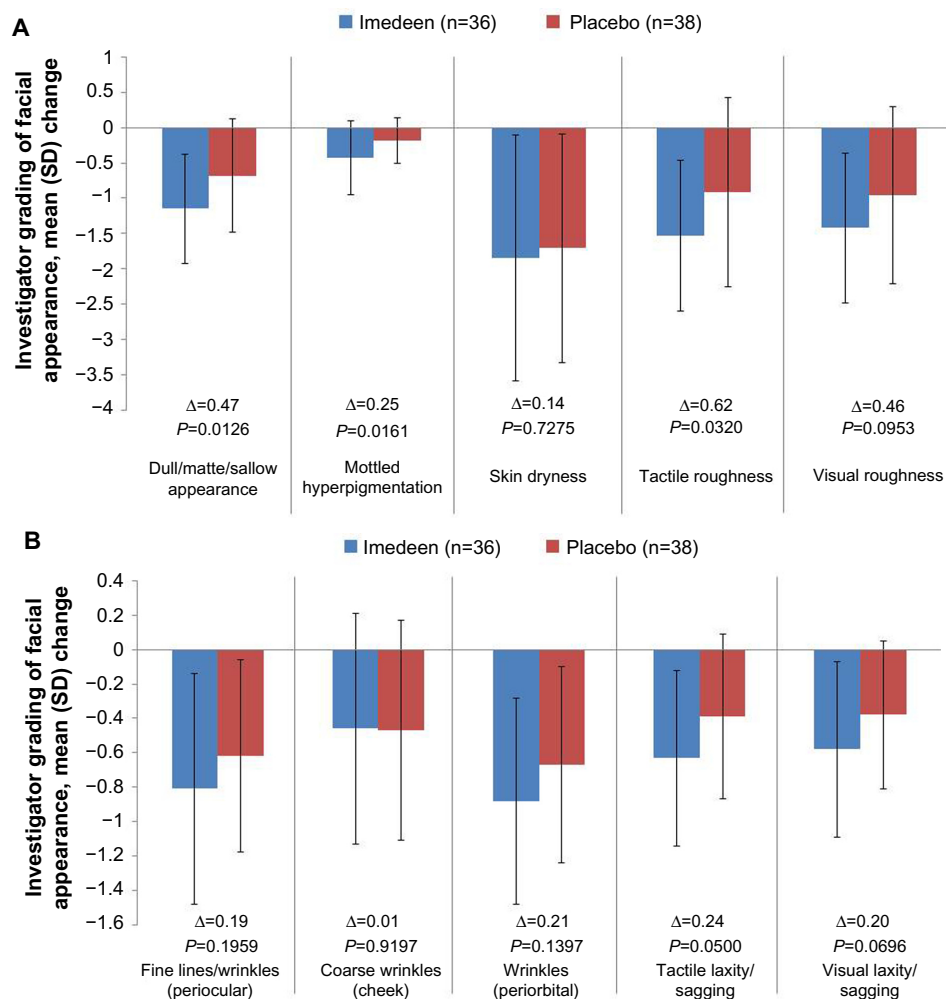 A
Imedeen (n=36) Placebo (n=38)
Investigator grading of facial
appearance, mean (SD) change
1
0.5
0
−0.5
−1
−1.5
−2
−2.5
−3
−3.5
−4
Δ=0.47 Δ=0.25 Δ=0.14 Δ=0.62 Δ=0.46
P=0.0126 P=0.0161 P=0.7275 P=0.0320 P=0.0953
Dull/matte/sallow
appearance
Mottled
hyperpigmentation
Skin dryness
Tactile roughness
Visual roughness
B
Imedeen (n=36) Placebo (n=38)
Investigator grading of facial
appearance, mean (SD) change
0.4
0.2
0
−0.2
−0.4
−0.6
−0.8
−1
−1.2
−1.4
−1.6
Δ=0.19 Δ=0.01 Δ=0.21 Δ=0.24 Δ=0.20
P=0.1959 P=0.9197 P=0.1397 P=0.0500 P=0.0696
Fine lines/wrinkles
(periocular)
Coarse wrinkles
(cheek)
Wrinkles
(periorbital)
Tactile laxity/
sagging
Visual laxity/
sagging